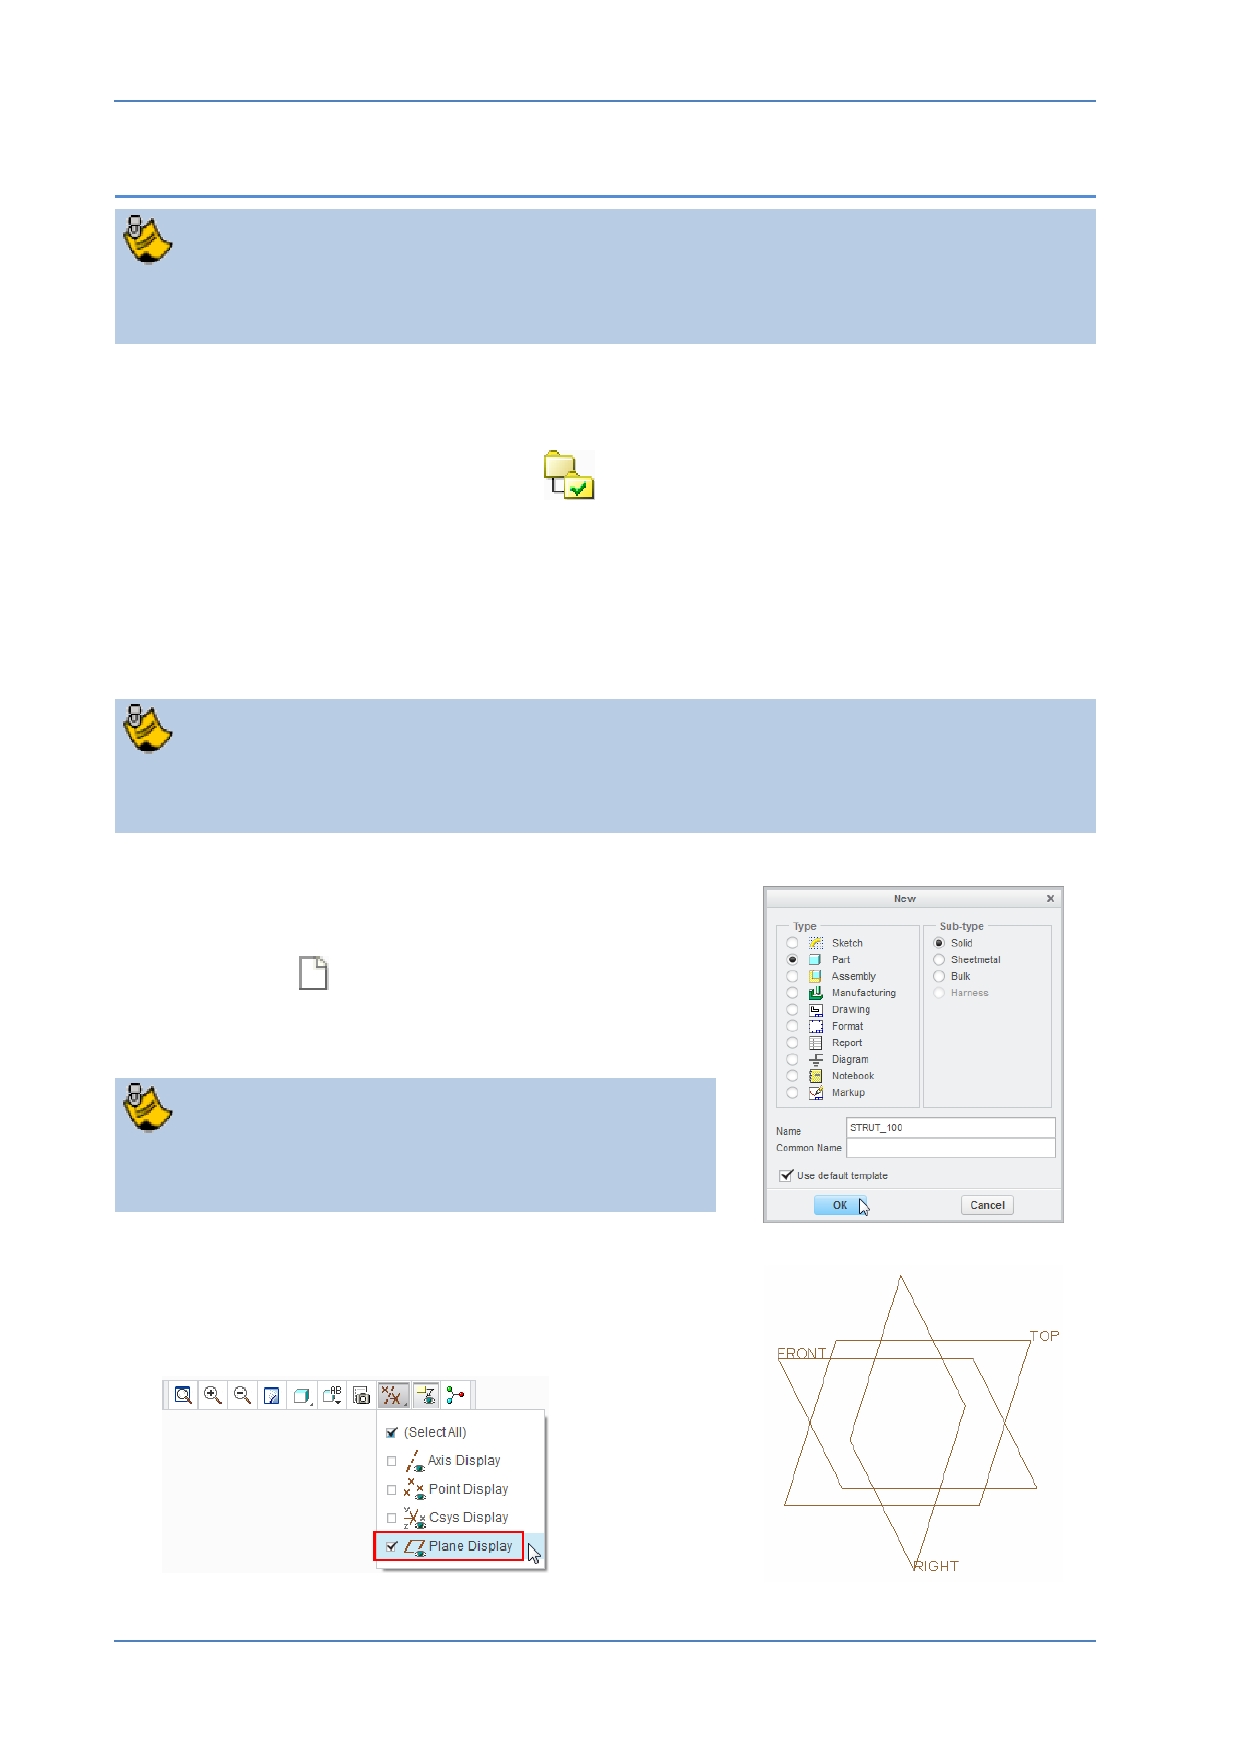 New
Type
Sketch
Part
Assembly
Manufacturing
Drawing
Format
Report
Diagram
Notebook
Markup
Sub-type
Solid
Sheetmetal
Bulk
Harness
Name
STRUT_100
Common Name
Use default template
OK
Cancel
TOP
FRONT
RIGHT
AB
(Select All)
Axis Display
Point Display
Csys Display
Plane Display